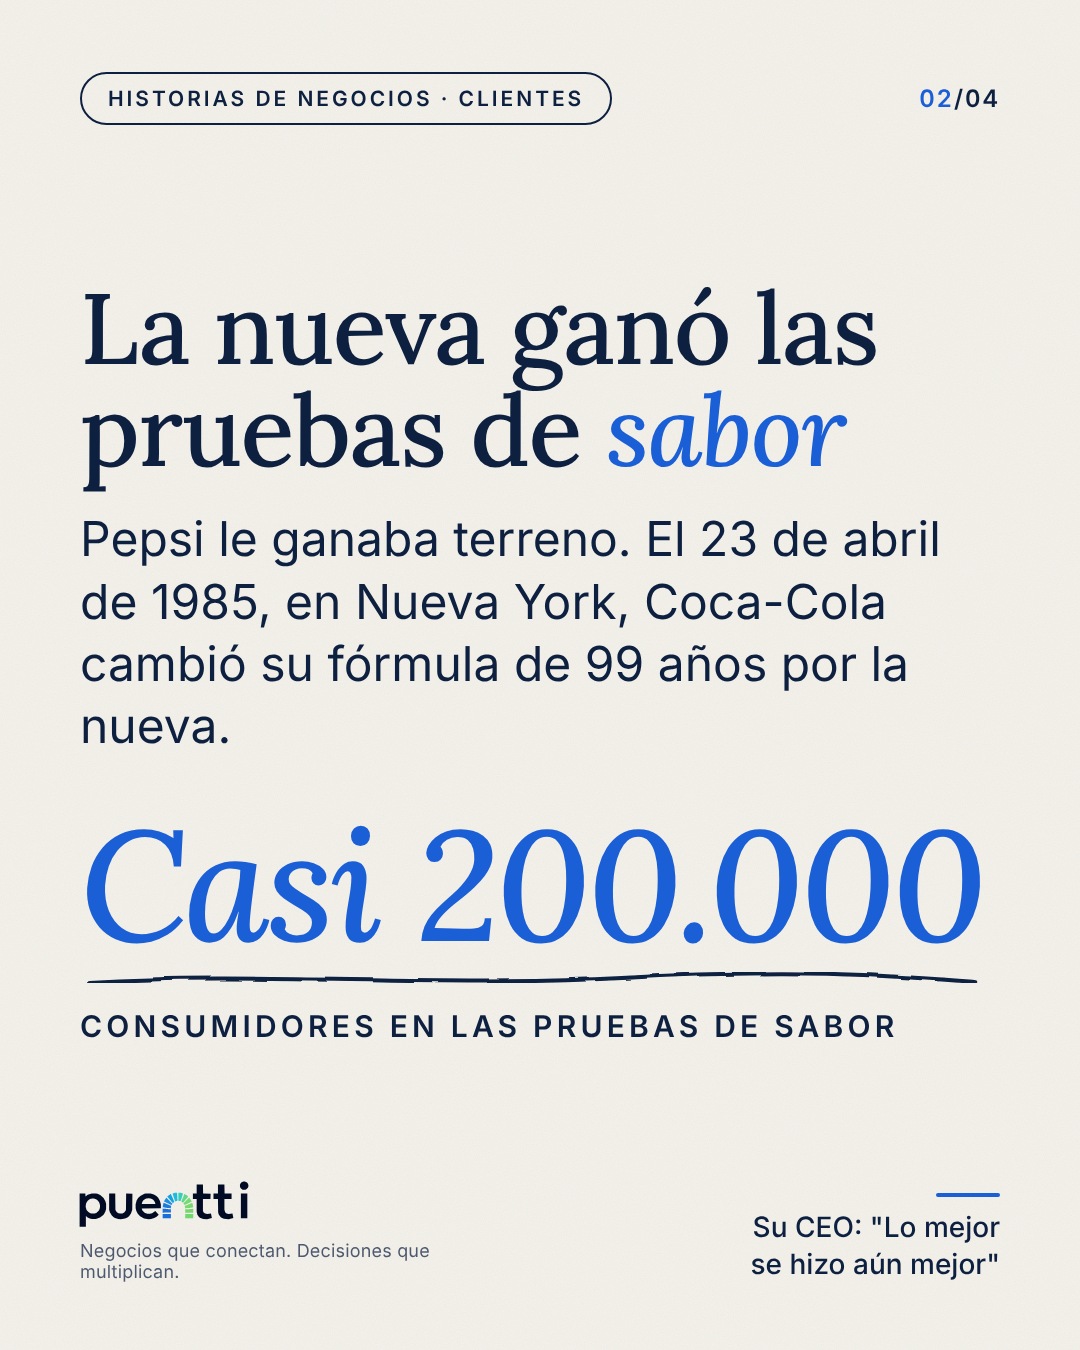 HISTORIAS DE NEGOCIOS · CLIENTES
02/04
La nueva ganó las
pruebas de sabor
Pepsi le ganaba terreno. El 23 de abril
de 1985, en Nueva York, Coca-Cola
cambió su fórmula de 99 años por la
nueva.
Casi 200.000
CONSUMIDORES EN LAS PRUEBAS DE SABOR
puentti
Negocios que conectan. Decisiones que
multiplican.
Su CEO: "Lo mejor
se hizo aún mejor"